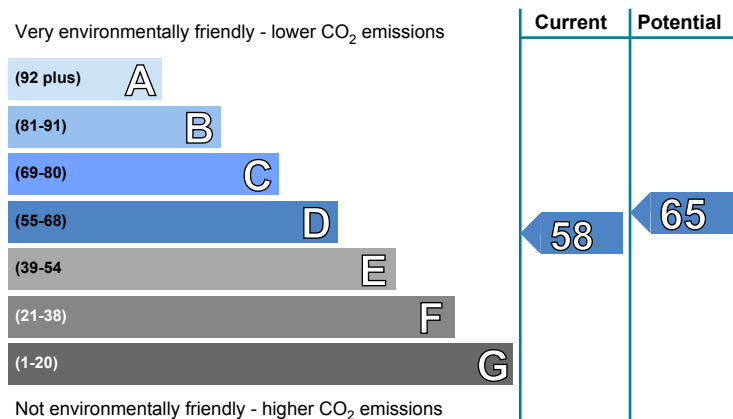 Very environmentally friendly - lower CO₂ emissions
Current
Potential
(92 plus) A
(81-91) B
(69-80) C
(55-68) D
(39-54 E
(21-38) F
(1-20) G
58
65
Not environmentally friendly - higher CO₂ emissions